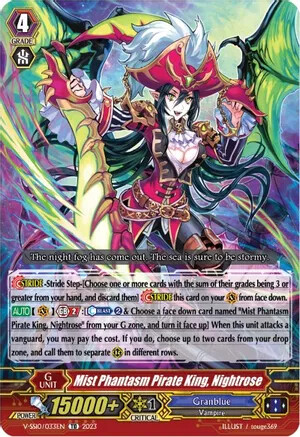 4
GRADE
The night fog has come out. The sea is sure to be stormy.
STRIDE -Stride Step-[Choose one or more cards with the sum of their grades being 3 or
greater from your hand, and discard them] STRIDE this card on your from face down.
AUTO 1 GB 2 BLAST 2 & Choose a face down card named "Mist Phantasm
Pirate King, Nightrose" from your G zone, and turn it face up] When this unit attacks a
vanguard, you may pay the cost. If you do, choose up to two cards from your drop
zone, and call them to separate in different rows.
G
UNIT
Mist Phantasm Pirate King, Nightrose
POWER 15000+
1
CRITICAL
Granblue
Vampire
V-SS10/033EN 2023
ILLUST / touge369